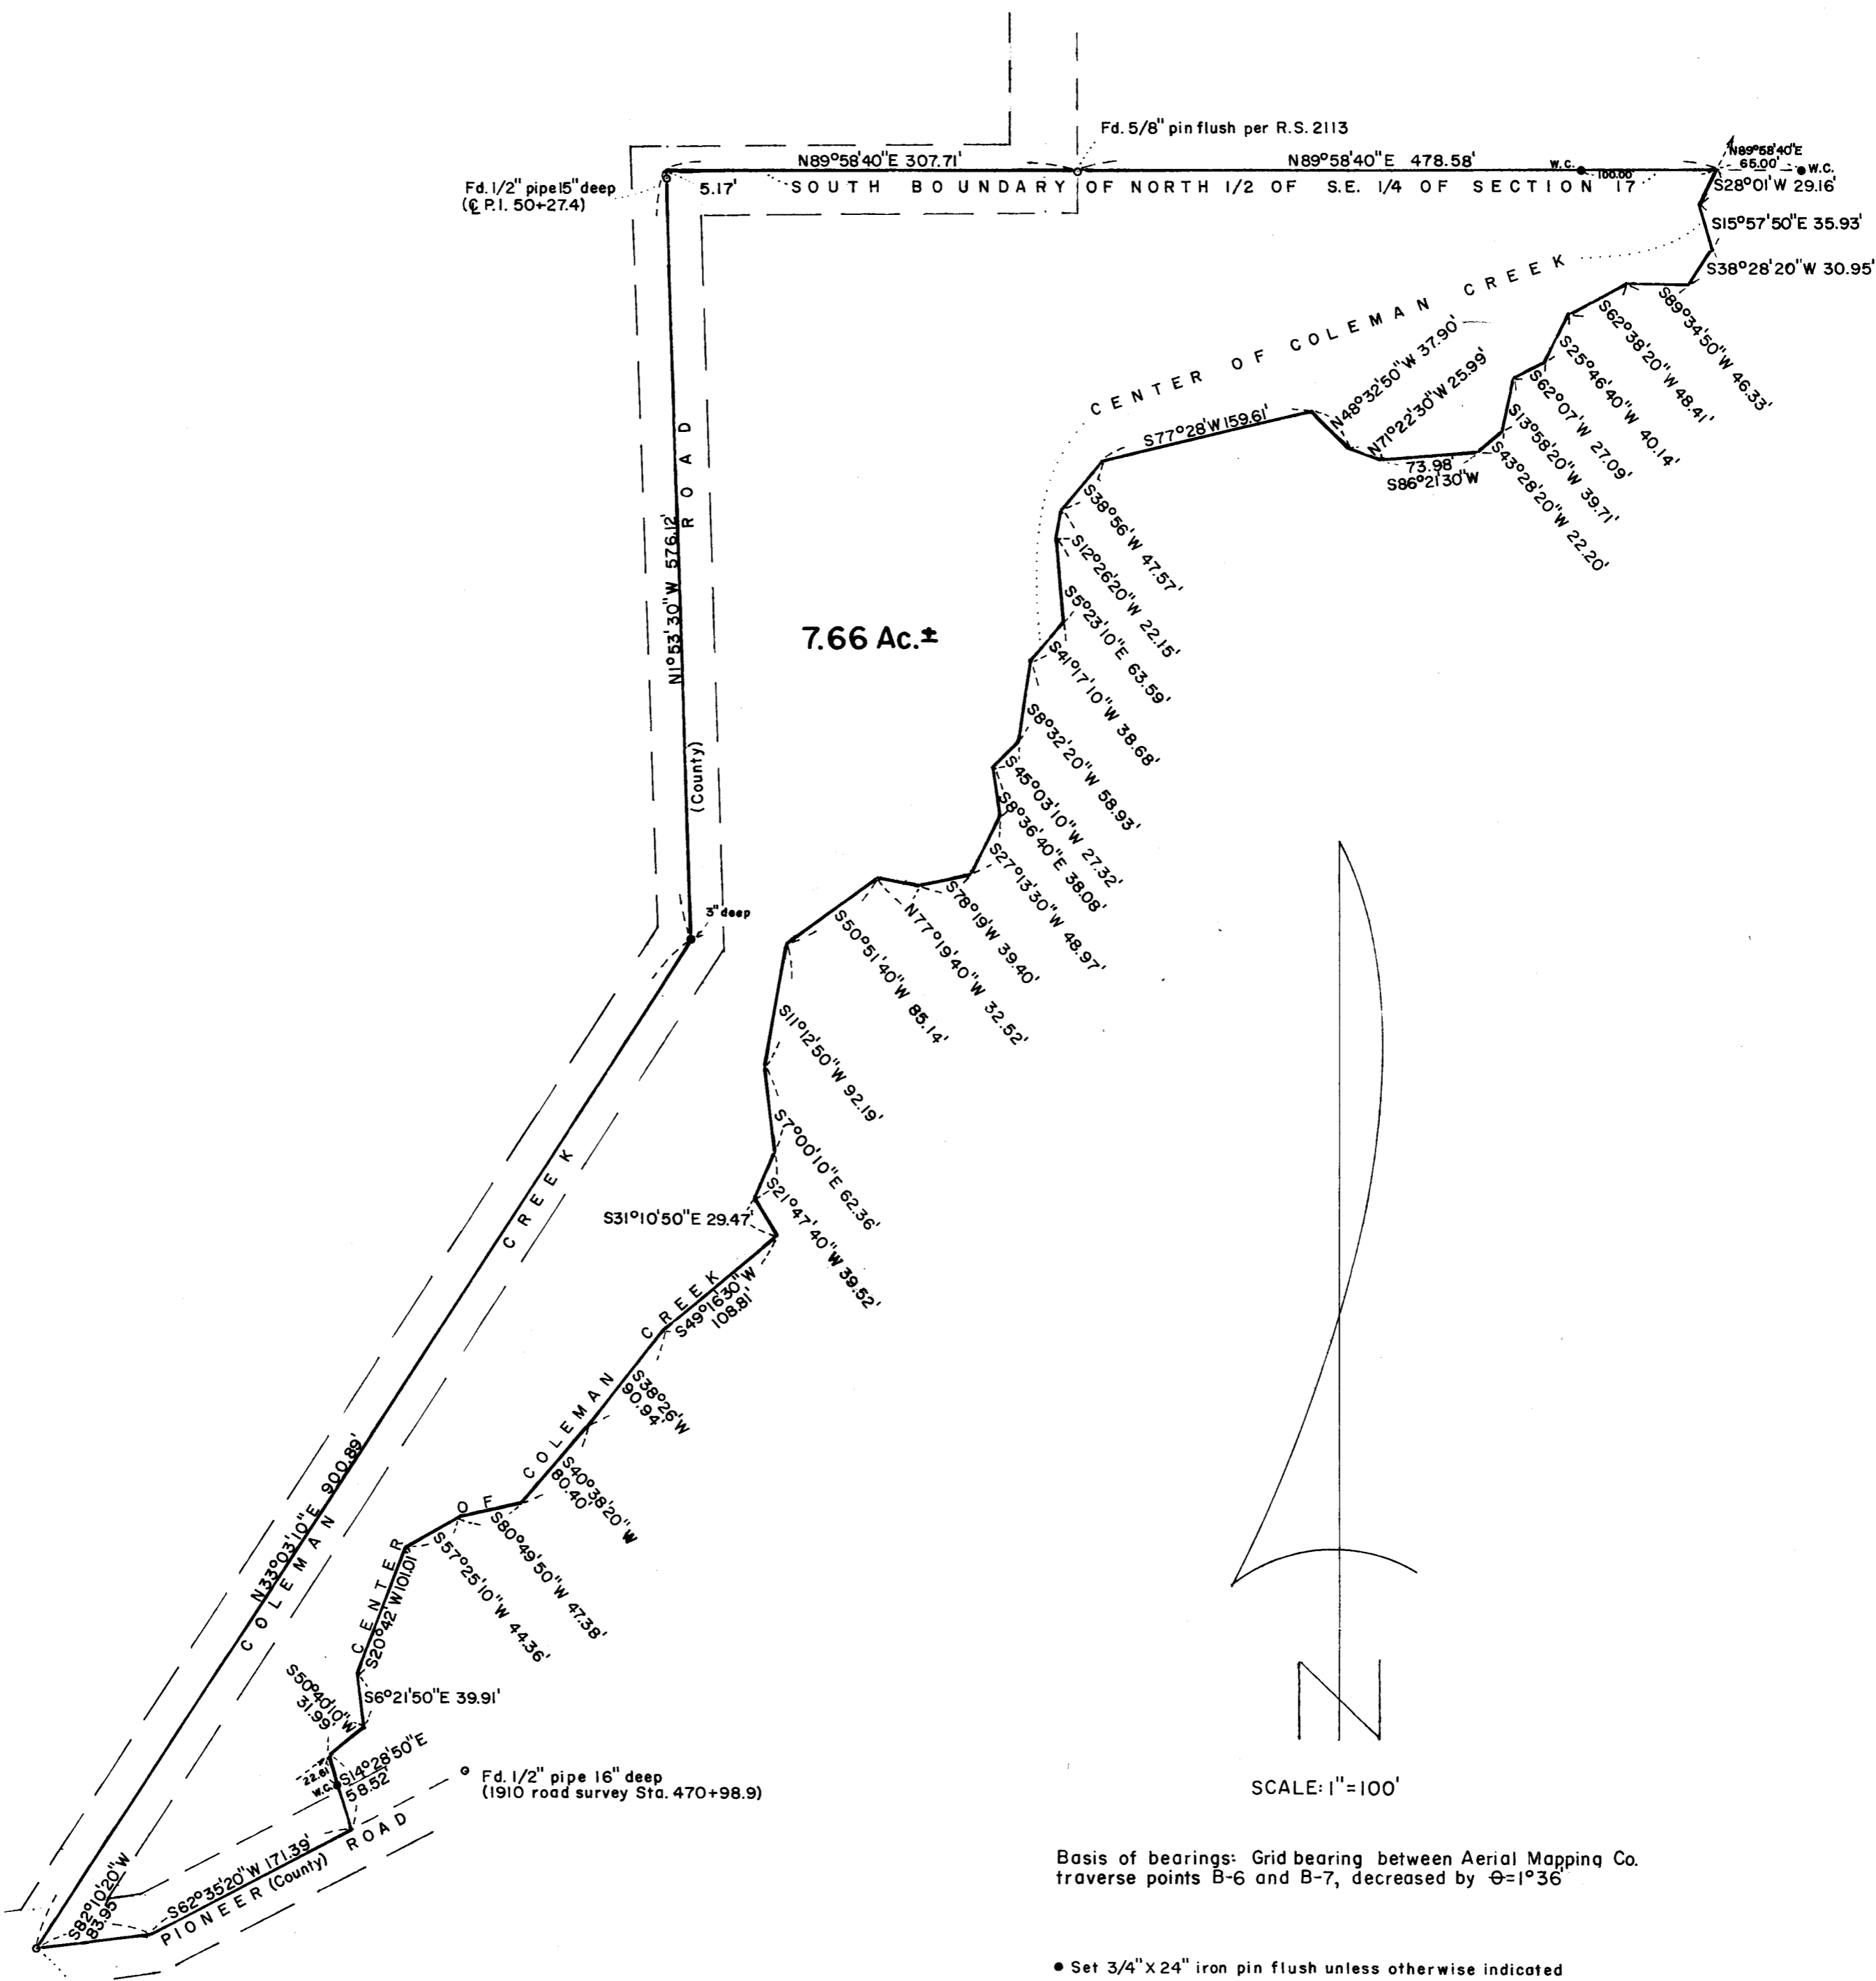 Fd. 5/8" pin flush per R.S. 2113
N89°58'40"E 307.71'
N89°58'40"E 478.58'
W.C.
100.00
N89°58'40"E
65.00'
W.C.
Fd. 1/2" pipe 15" deep
(℄ P.I. 50+27.4)
5.17'
SOUTH BOUNDARY OF NORTH 1/2 OF S.E. 1/4 OF SECTION 17
S28°01'W 29.16'
S15°57'50"E 35.93'
S38°28'20"W 30.95'
S89°34'50"W 46.33'
S62°38'20"W 48.41'
S25°46'40"W 40.14'
S62°07'W 27.09'
S13°58'20"W 39.71'
S43°28'20"W 22.20'
73.98'
S86°21'30"W
N71°22'30"W 25.99'
N48°32'50"W 37.90'
CENTER OF COLEMAN CREEK
S77°28'W 159.61'
S38°56'W 47.57'
S12°26'20"W 22.15'
S5°23'10"E 63.59'
S41°17'10"W 38.68'
S8°32'20"W 58.93'
S45°03'10"W 27.32'
S8°36'40"E 38.08'
S27°13'30"W 48.97'
S78°19'W 39.40'
N77°19'40"W 32.52'
S50°51'40"W 85.14'
S11°12'50"W 92.19'
S7°00'10"E 62.36'
S21°47'40"W 39.52'
S31°10'50"E 29.47'
S49°16'30"W
108.81'
S38°26'W
90.94'
S40°38'20"W
80.40'
S80°49'50"W 47.38'
S57°25'10"W 44.36'
S20°42'W 101.01'
CENTER OF COLEMAN CREEK
S6°21'50"E 39.91'
S50°40'10"W
31.99'
22.61'
W.C.
S14°28'50"E
58.52'
Fd. 1/2" pipe 16" deep
(1910 road survey Sta. 470+98.9)
S62°35'20"W 171.39'
PIONEER (County) ROAD
S82°10'20"W
83.95'
N33°03'10"E 900.89'
COLEMAN CREEK
3" deep
(County)
N1°53'30"W 576.12'
ROAD
7.66 Ac.±
N
SCALE: 1"=100'
Basis of bearings: Grid bearing between Aerial Mapping Co.
traverse points B-6 and B-7, decreased by Θ=1°36'
● Set 3/4" X 24" iron pin flush unless otherwise indicated